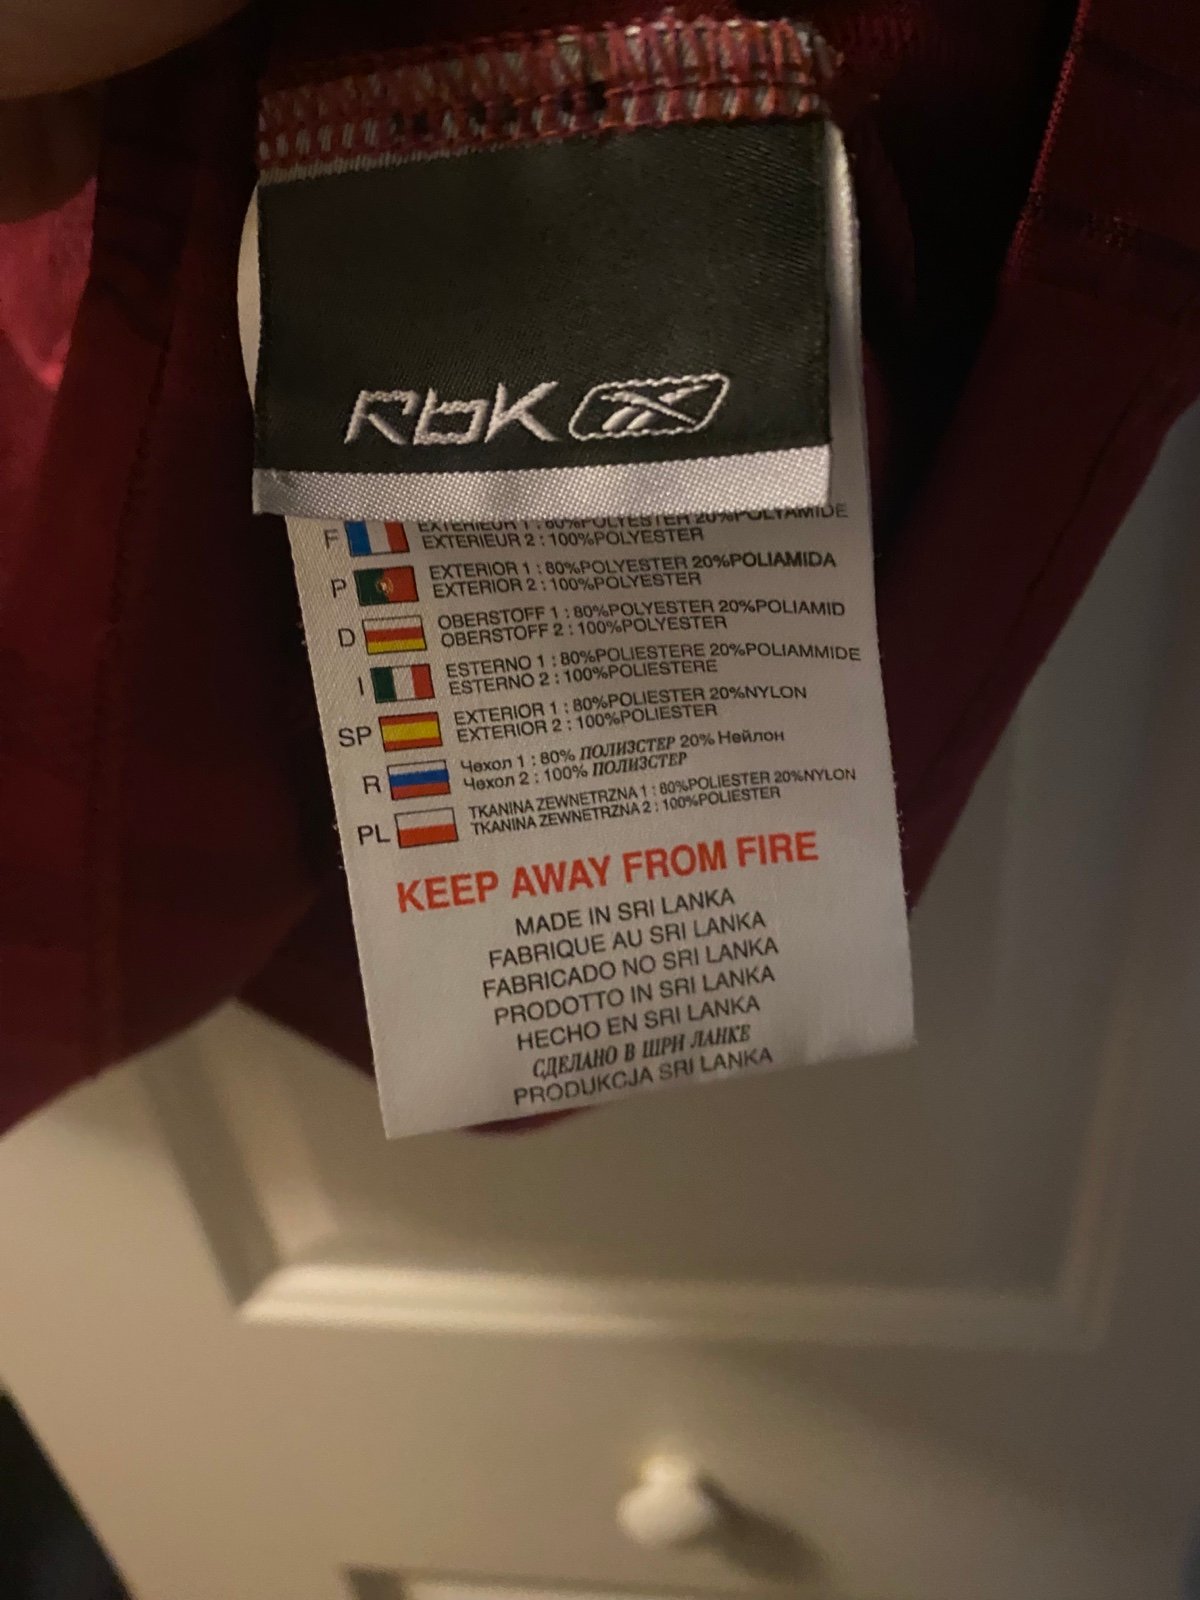 RbK
F EXTERIEUR 1 : 80%POLYESTER 20%POLYAMIDE
EXTERIEUR 2 : 100%POLYESTER
P EXTERIOR 1 : 80%POLYESTER 20%POLIAMIDA
EXTERIOR 2 : 100%POLYESTER
D OBERSTOFF 1 : 80%POLYESTER 20%POLIAMID
OBERSTOFF 2 : 100%POLYESTER
I ESTERNO 1 : 80%POLIESTERE 20%POLIAMMIDE
ESTERNO 2 : 100%POLIESTERE
SP EXTERIOR 1 : 80%POLIESTER 20%NYLON
EXTERIOR 2 : 100%POLIESTER
R Чехол 1 : 80% ПОЛИЭСТЕР 20% Нейлон
Чехол 2 : 100% ПОЛИЭСТЕР
PL TKANINA ZEWNETRZNA 1 : 80%POLIESTER 20%NYLON
TKANINA ZEWNETRZNA 2 : 100%POLIESTER
KEEP AWAY FROM FIRE
MADE IN SRI LANKA
FABRIQUE AU SRI LANKA
FABRICADO NO SRI LANKA
PRODOTTO IN SRI LANKA
HECHO EN SRI LANKA
СДЕЛАНО В ШРИ ЛАНКЕ
PRODUKCJA SRI LANKA